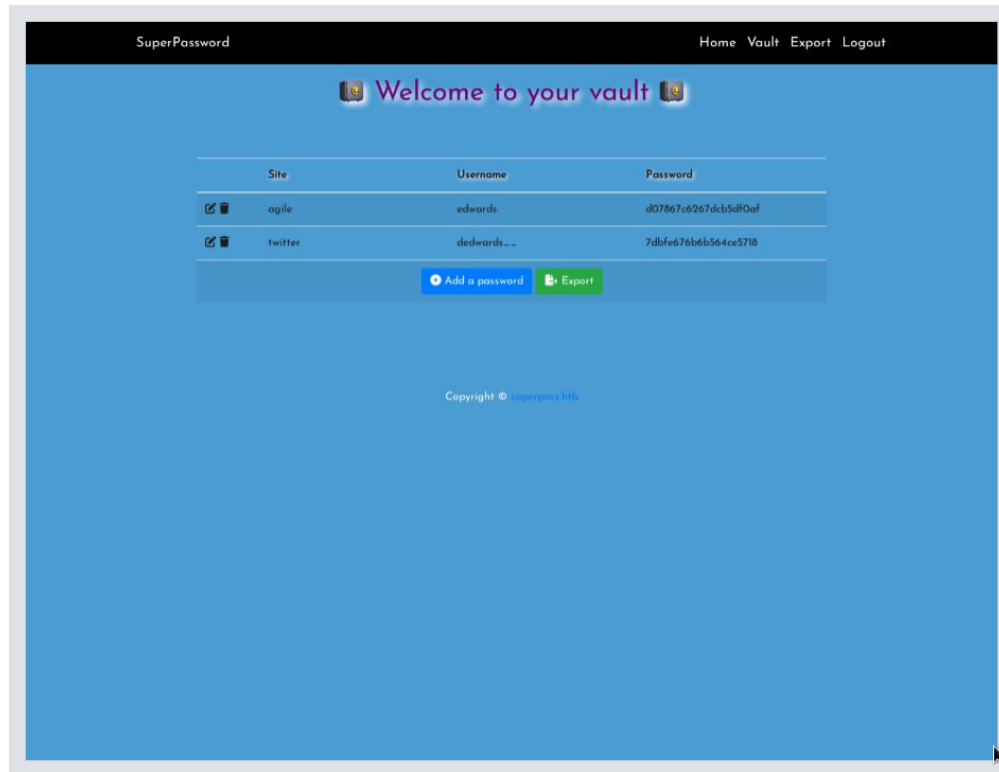 SuperPassword Home Vault Export Logout
Welcome to your vault
Site Username Password
agile edwards d07867c6267dcb5df0af
twitter dedwards__ 7dbfe676b6b564ce5718
Add a password Export
Copyright © superpass.htb